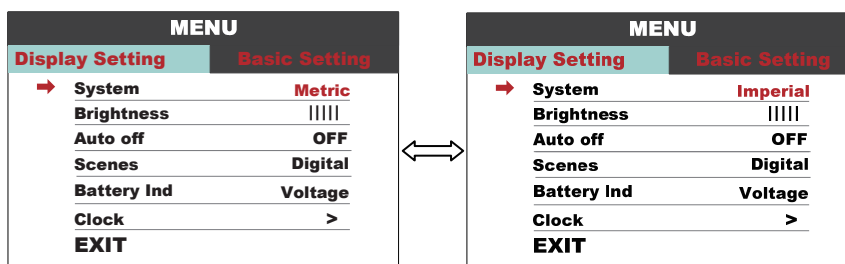 MENU
Display Setting Basic Setting
System Metric
Brightness |||||
Auto off OFF
Scenes Digital
Battery Ind Voltage
Clock >
EXIT
MENU
Display Setting Basic Setting
System Imperial
Brightness |||||
Auto off OFF
Scenes Digital
Battery Ind Voltage
Clock >
EXIT